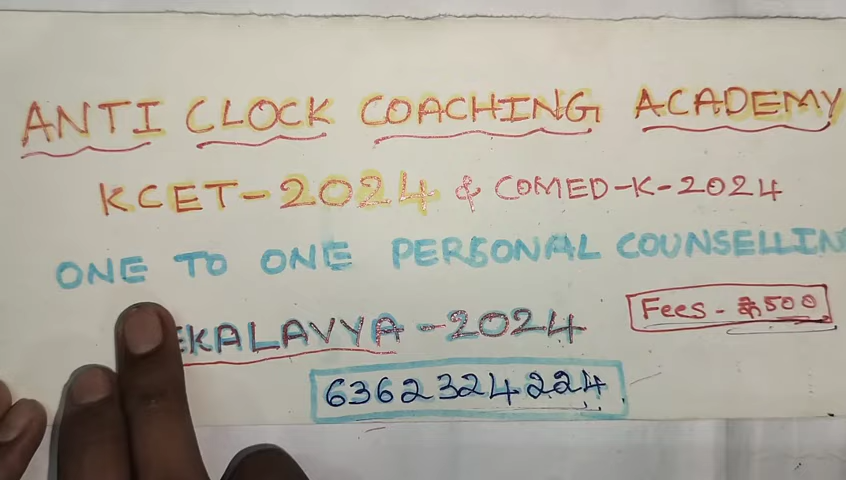 ANTI CLOCK COACHING ACADEMY
KCET-2024 & COMED-K-2024
ONE TO ONE PERSONAL COUNSELLIN
EKALAVYA-2024
Fees - ₹500
6362324224